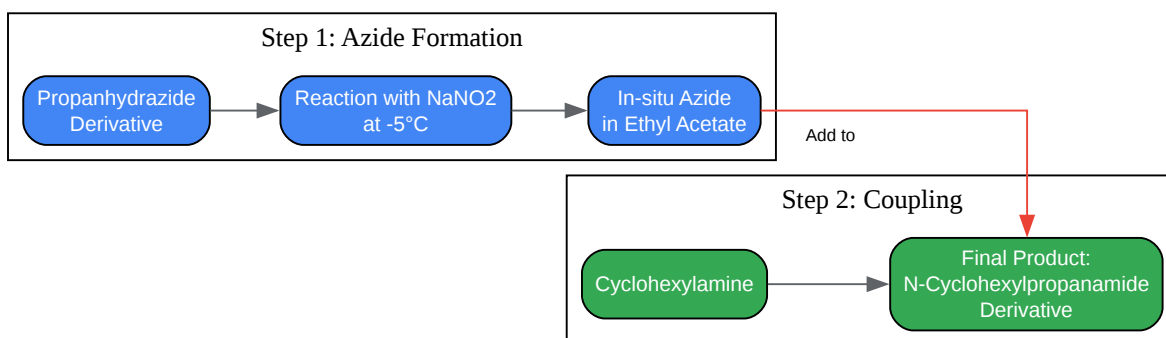 Step 1: Azide Formation
Propanhydrazide
Derivative
Reaction with NaNO2
at -5°C
In-situ Azide
in Ethyl Acetate
Add to
Step 2: Coupling
Cyclohexylamine
Final Product:
N-Cyclohexylpropanamide
Derivative